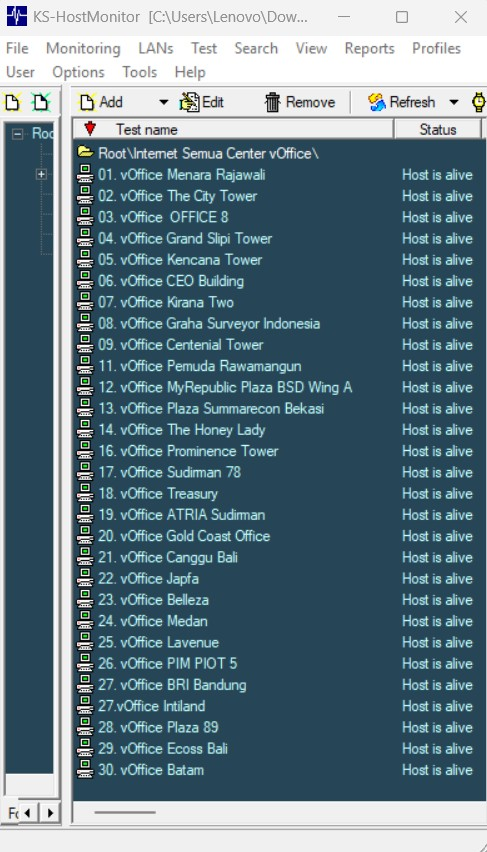 KS-HostMonitor [C:\Users\Lenovo\Dow...
File Monitoring LANs Test Search View Reports Profiles
User Options Tools Help
Add Edit Remove Refresh
Roo
Test name Status
Root\Internet Semua Center vOffice\
01. vOffice Menara Rajawali Host is alive
02. vOffice The City Tower Host is alive
03. vOffice  OFFICE 8 Host is alive
04. vOffice Grand Slipi Tower Host is alive
05. vOffice Kencana Tower Host is alive
06. vOffice CEO Building Host is alive
07. vOffice Kirana Two Host is alive
08. vOffice Graha Surveyor Indonesia Host is alive
09. vOffice Centenial Tower Host is alive
11. vOffice Pemuda Rawamangun Host is alive
12. vOffice MyRepublic Plaza BSD Wing A Host is alive
13. vOffice Plaza Summarecon Bekasi Host is alive
14. vOffice The Honey Lady Host is alive
16. vOffice Prominence Tower Host is alive
17. vOffice Sudirman 78 Host is alive
18. vOffice Treasury Host is alive
19. vOffice ATRIA Sudirman Host is alive
20. vOffice Gold Coast Office Host is alive
21. vOffice Canggu Bali Host is alive
22. vOffice Japfa Host is alive
23. vOffice Belleza Host is alive
24. vOffice Medan Host is alive
25. vOffice Lavenue Host is alive
26. vOffice PIM PIOT 5 Host is alive
27. vOffice BRI Bandung Host is alive
27.vOffice Intiland Host is alive
28. vOffice Plaza 89 Host is alive
29. vOffice Ecoss Bali Host is alive
30. vOffice Batam Host is alive